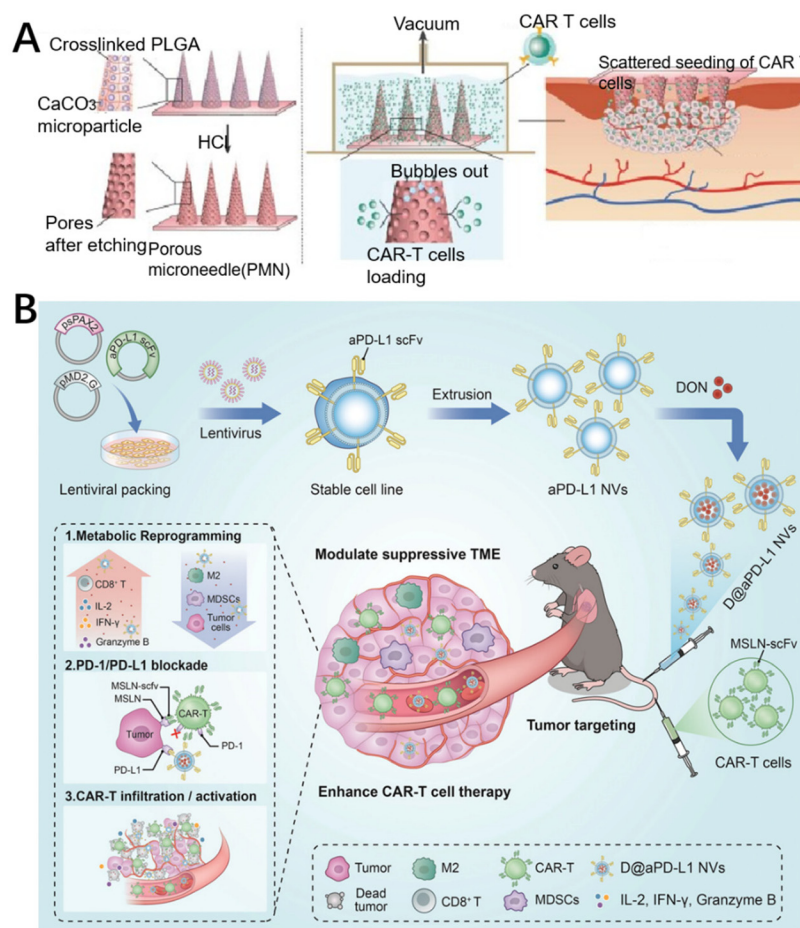 A
Crosslinked PLGA
CaCO3
microparticle
HCl
Pores
after etching
Porous
microneedle(PMN)
Vacuum
CAR T cells
Bubbles out
CAR-T cells
loading
Scattered seeding of CAR T
cells
B
psPAX2
aPD-L1 scFv
pMD2.G
Lentiviral packing
Lentivirus
aPD-L1 scFv
Stable cell line
Extrusion
aPD-L1 NVs
DON
D@aPD-L1 NVs
1.Metabolic Reprogramming
CD8+ T
IL-2
IFN-γ
Granzyme B
M2
MDSCs
Tumor
cells
2.PD-1/PD-L1 blockade
MSLN-scfv
MSLN
CAR-T
Tumor
PD-1
PD-L1
3.CAR-T infiltration / activation
Modulate suppressive TME
Enhance CAR-T cell therapy
Tumor targeting
MSLN-scFv
CAR-T cells
Tumor
M2
CAR-T
D@aPD-L1 NVs
Dead
tumor
CD8+ T
MDSCs
IL-2, IFN-γ, Granzyme B